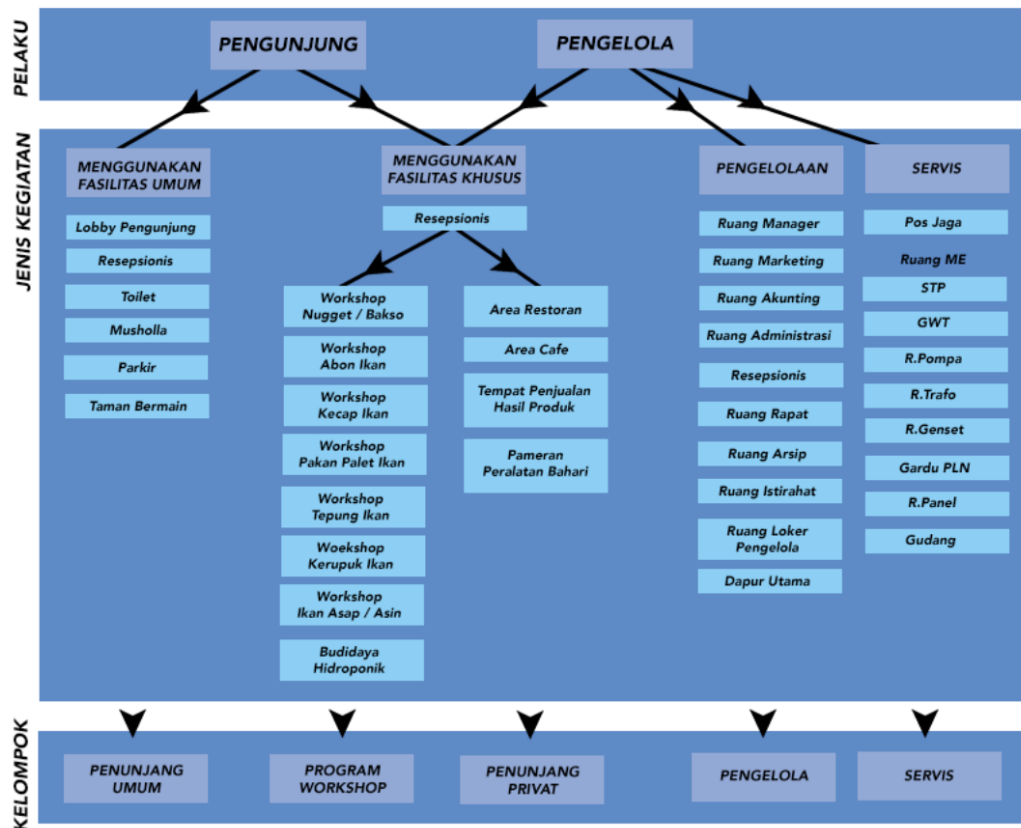 PELAKU
PENGUNJUNG
PENGELOLA
JENIS KEGIATAN
MENGGUNAKAN
FASILITAS UMUM
Lobby Pengunjung
Resepsionis
Toilet
Musholla
Parkir
Taman Bermain
MENGGUNAKAN
FASILITAS KHUSUS
Resepsionis
Workshop
Nugget / Bakso
Workshop
Abon Ikan
Workshop
Kecap Ikan
Workshop
Pakan Palet Ikan
Workshop
Tepung Ikan
Woekshop
Kerupuk Ikan
Workshop
Ikan Asap / Asin
Budidaya
Hidroponik
Area Restoran
Area Cafe
Tempat Penjualan
Hasil Produk
Pameran
Peralatan Bahari
PENGELOLAAN
Ruang Manager
Ruang Marketing
Ruang Akunting
Ruang Administrasi
Resepsionis
Ruang Rapat
Ruang Arsip
Ruang Istirahat
Ruang Loker
Pengelola
Dapur Utama
SERVIS
Pos Jaga
Ruang ME
STP
GWT
R.Pompa
R.Trafo
R.Genset
Gardu PLN
R.Panel
Gudang
KELOMPOK
PENUNJANG
UMUM
PROGRAM
WORKSHOP
PENUNJANG
PRIVAT
PENGELOLA
SERVIS